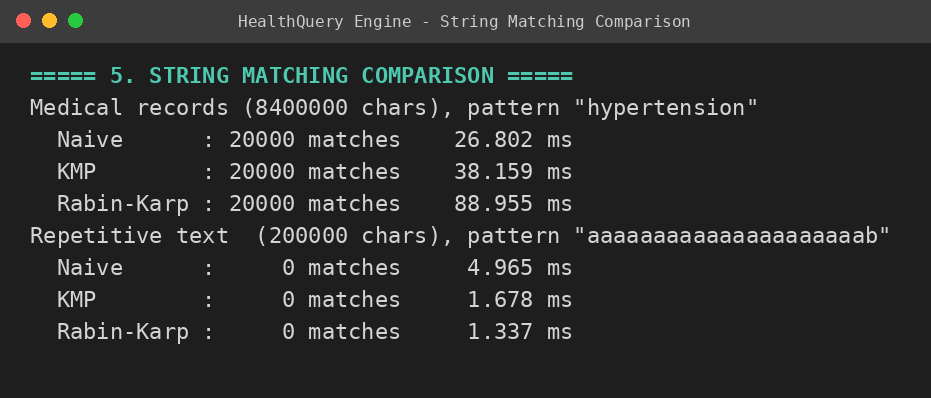 HealthQuery Engine - String Matching Comparison
===== 5. STRING MATCHING COMPARISON =====
Medical records (8400000 chars), pattern "hypertension"
  Naive      : 20000 matches    26.802 ms
  KMP        : 20000 matches    38.159 ms
  Rabin-Karp : 20000 matches    88.955 ms
Repetitive text  (200000 chars), pattern "aaaaaaaaaaaaaaaaaaaab"
  Naive      :     0 matches     4.965 ms
  KMP        :     0 matches     1.678 ms
  Rabin-Karp :     0 matches     1.337 ms